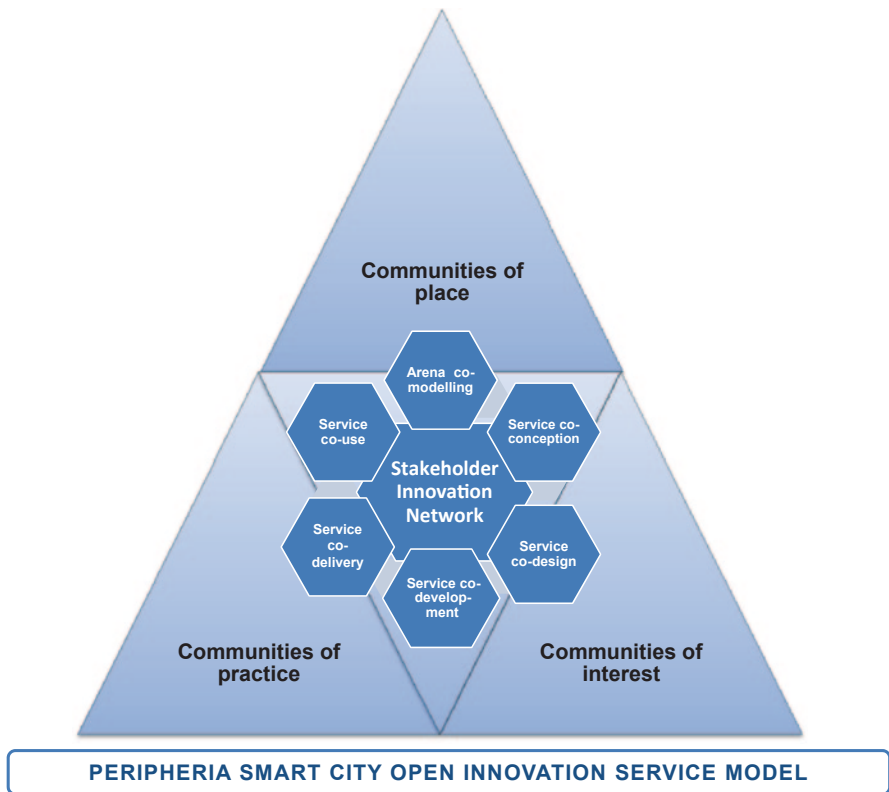 Communities of
place
Arena co-
modelling
Service
co-use
Service co-
conception
Stakeholder
Innovation
Network
Service
co-
delivery
Service
co-design
Service co-
develop-
ment
Communities of
practice
Communities of
interest
PERIPHERIA SMART CITY OPEN INNOVATION SERVICE MODEL